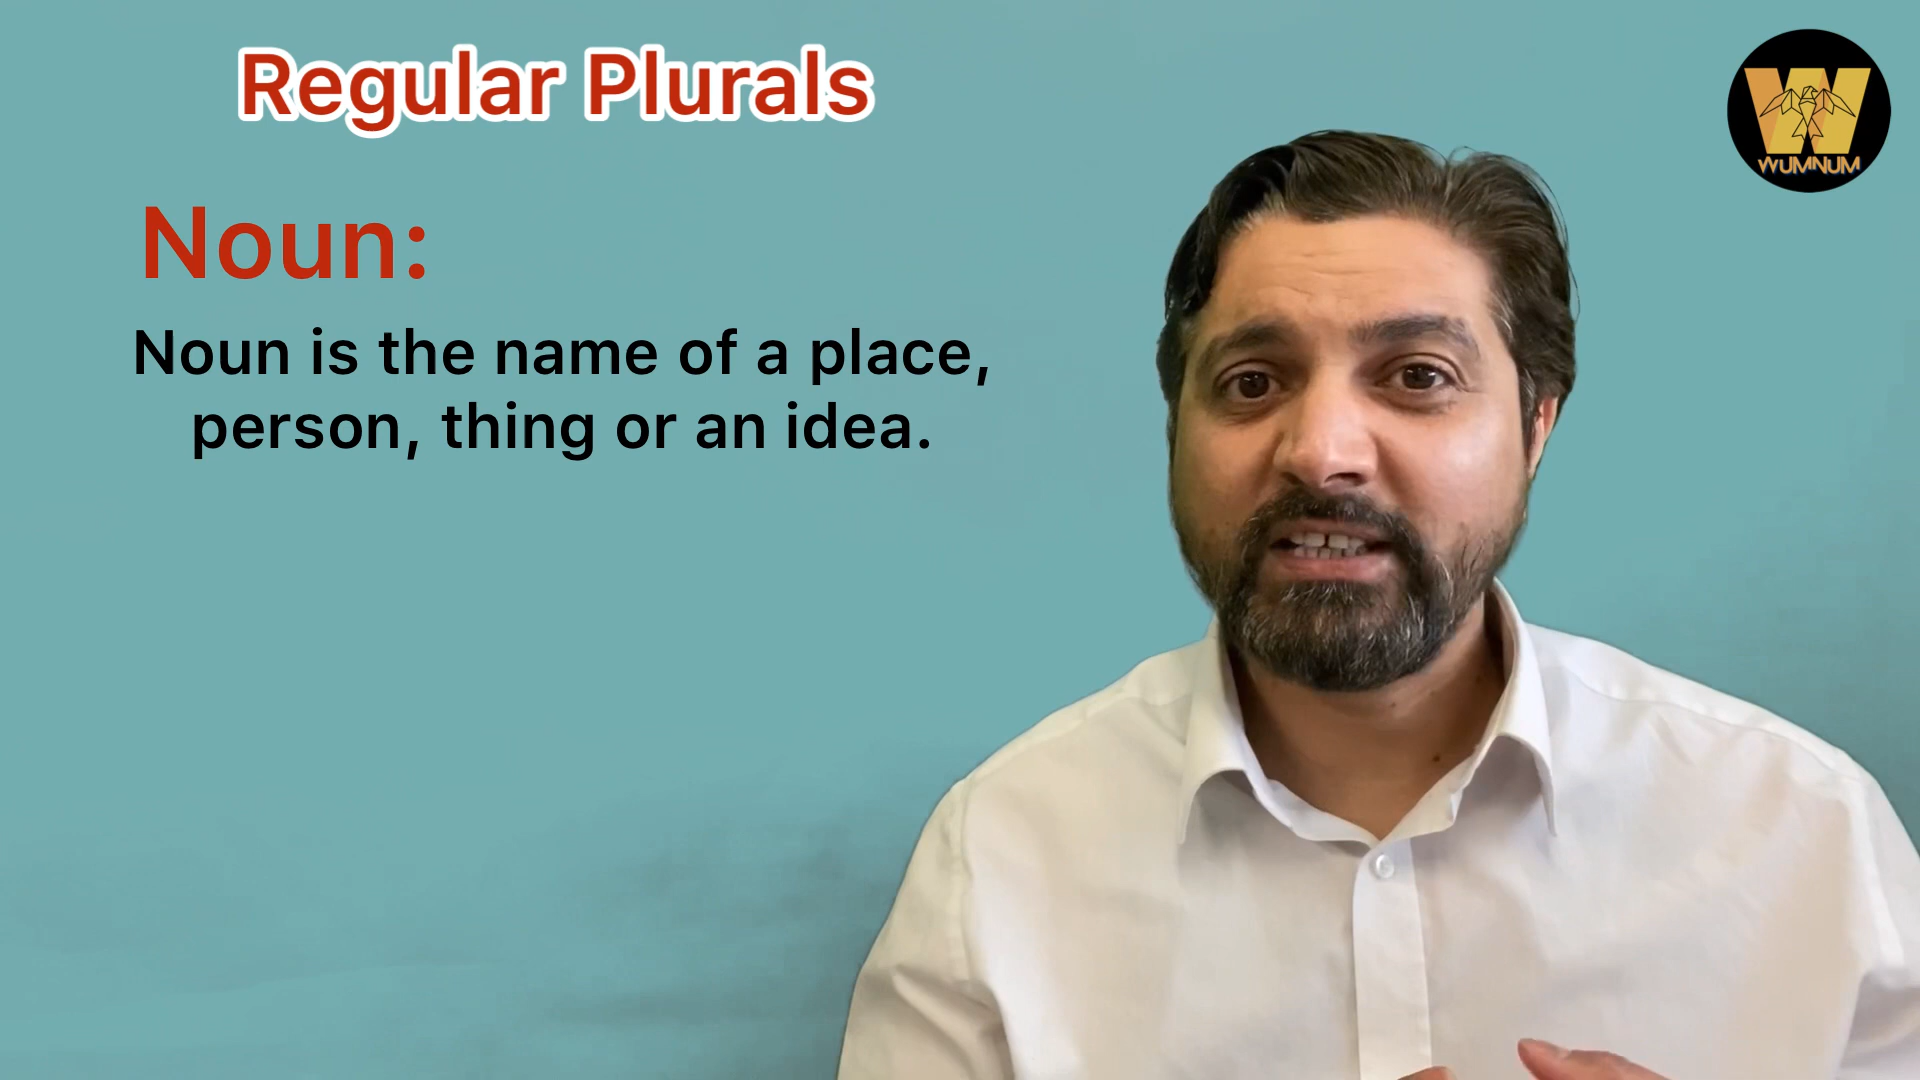 Regular Plurals
WUMNUM
Noun:
Noun is the name of a place,
person, thing or an idea.